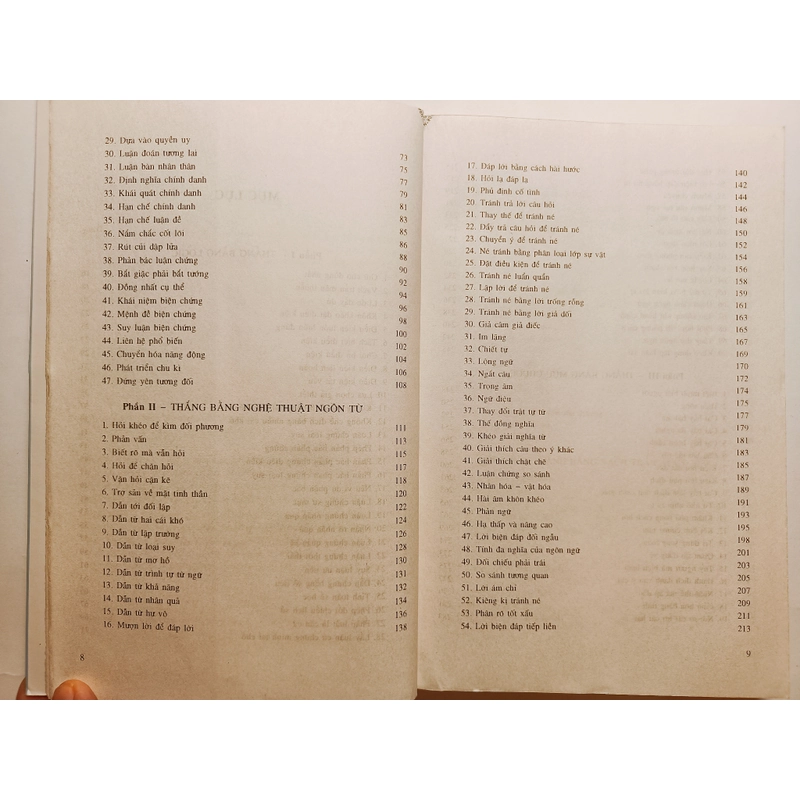 29. Dựa vào quyền uy
30. Luận đoán tương lai 73
31. Luận bàn nhân thân 75
32. Định nghĩa chính danh 77
33. Khái quát chính danh 79
34. Hạn chế chính danh 81
35. Hạn chế luận đề 83
36. Nắm chắc cốt lõi 85
37. Rút củi dập lửa 86
38. Phản bác luận chứng 88
39. Bất giác phải bất tướng 90
40. Đồng nhất cụ thể 92
41. Khái niệm biện chứng 94
42. Mệnh đề biện chứng 96
43. Suy luận biện chứng 98
44. Liên hệ phổ biến 100
45. Chuyển hóa năng động 102
46. Phát triển chu kì 104
47. Đứng yên tương đối 106
108
Phần II – THẮNG BẰNG NGHỆ THUẬT NGÔN TỪ
1. Hỏi khéo để kìm đối phương 111
2. Phản vấn 113
3. Biết rõ mà vẫn hỏi 115
4. Hỏi để chặn hỏi 117
5. Vặn hỏi cặn kẽ 118
6. Trợ sản về mặt tinh thần 120
7. Dẫn tới đối lập 122
8. Dẫn từ hai cái khó 124
9. Dẫn từ lập trường 126
10. Dẫn từ loại suy 128
11. Dẫn từ mơ hồ 130
12. Dẫn từ trình tự từ ngữ 131
13. Dẫn từ khả năng 132
14. Dẫn từ nhân quả 134
15. Dẫn từ hư vô 136
16. Mượn lời để đáp lời 138
8
17. Đáp lời bằng cách hài hước 140
18. Hỏi lạ đáp lạ 142
19. Phủ định cố tình 144
20. Tránh trả lời câu hỏi 146
21. Thay thế để tránh né 148
22. Đẩy trả câu hỏi để tránh né 150
23. Chuyển ý để tránh né 152
24. Né tránh bằng phân loại lớp sự vật 154
25. Đặt điều kiện để tránh né 156
26. Tránh né luẩn quẩn 158
27. Lặp lời để tránh né 159
28. Tránh né bằng lời trống rỗng 161
29. Tránh né bằng lời giả dối 163
30. Giả câm giả điếc 165
31. Im lặng 167
32. Chiết tự 169
33. Lộng ngữ 170
34. Ngắt câu 172
35. Trọng âm 174
36. Ngữ điệu 175
37. Thay đổi trật tự từ 177
38. Thế đồng nghĩa 179
39. Khéo giải nghĩa từ 181
40. Giải thích câu theo ý khác 183
41. Giải thích chặt chẽ 185
42. Luận chứng so sánh 187
43. Nhân hóa – vật hóa 189
44. Hài âm khôn khéo 191
45. Phản ngữ 193
46. Hạ thấp và nâng cao 195
47. Lời biện đáp đối ngẫu 198
48. Tính đa nghĩa của ngôn ngữ 201
49. Đối chiếu phải trái 203
50. So sánh tương quan 205
51. Lời ám chỉ 207
52. Kiêng kị tránh né 209
53. Phân rõ tốt xấu 211
54. Lời biện đáp tiếp liền 213
9